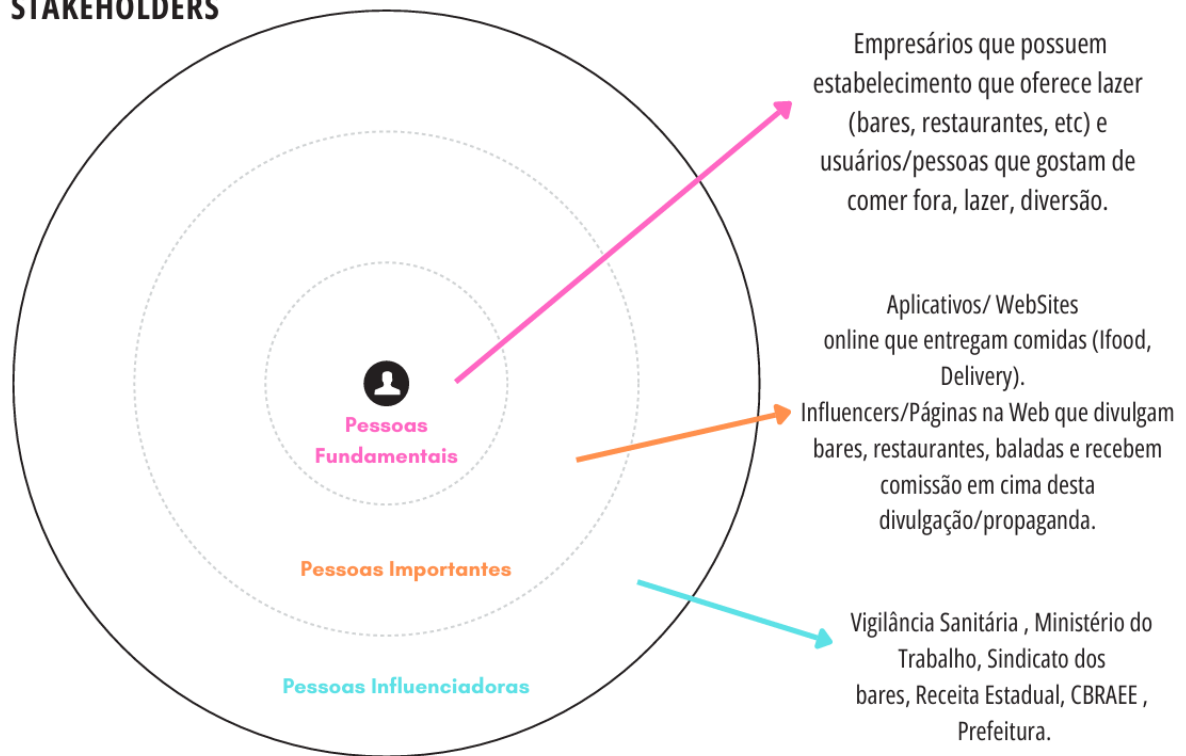 STAKEHOLDERS
Empresários que possuem
estabelecimento que oferece lazer
(bares, restaurantes, etc) e
usuários/pessoas que gostam de
comer fora, lazer, diversão.
Aplicativos/ WebSites
online que entregam comidas (Ifood,
Delivery).
Influencers/Páginas na Web que divulgam
bares, restaurantes, baladas e recebem
comissão em cima desta
divulgação/propaganda.
Pessoas
Fundamentais
Pessoas Importantes
Pessoas Influenciadoras
Vigilância Sanitária , Ministério do
Trabalho, Sindicato dos
bares, Receita Estadual, CBRAEE ,
Prefeitura.